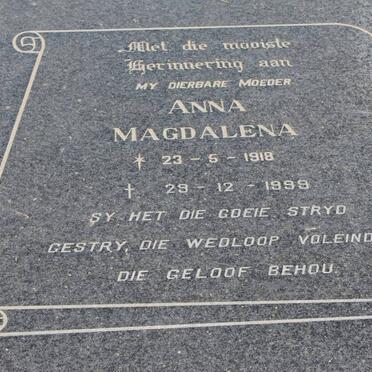 Met die mooiste
Herinnering aan
MY DIERBARE MOEDER
ANNA
MAGDALENA
* 23 - 5 - 1918
† 29 - 12 - 1999
SY HET DIE GOEIE STRYD
GESTRY, DIE WEDLOOP VOLEIND
DIE GELOOF BEHOU.